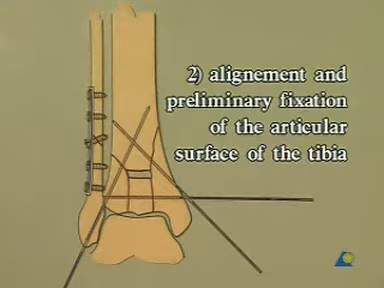 2) alignement and
preliminary fixation
of the articular
surface of the tibia